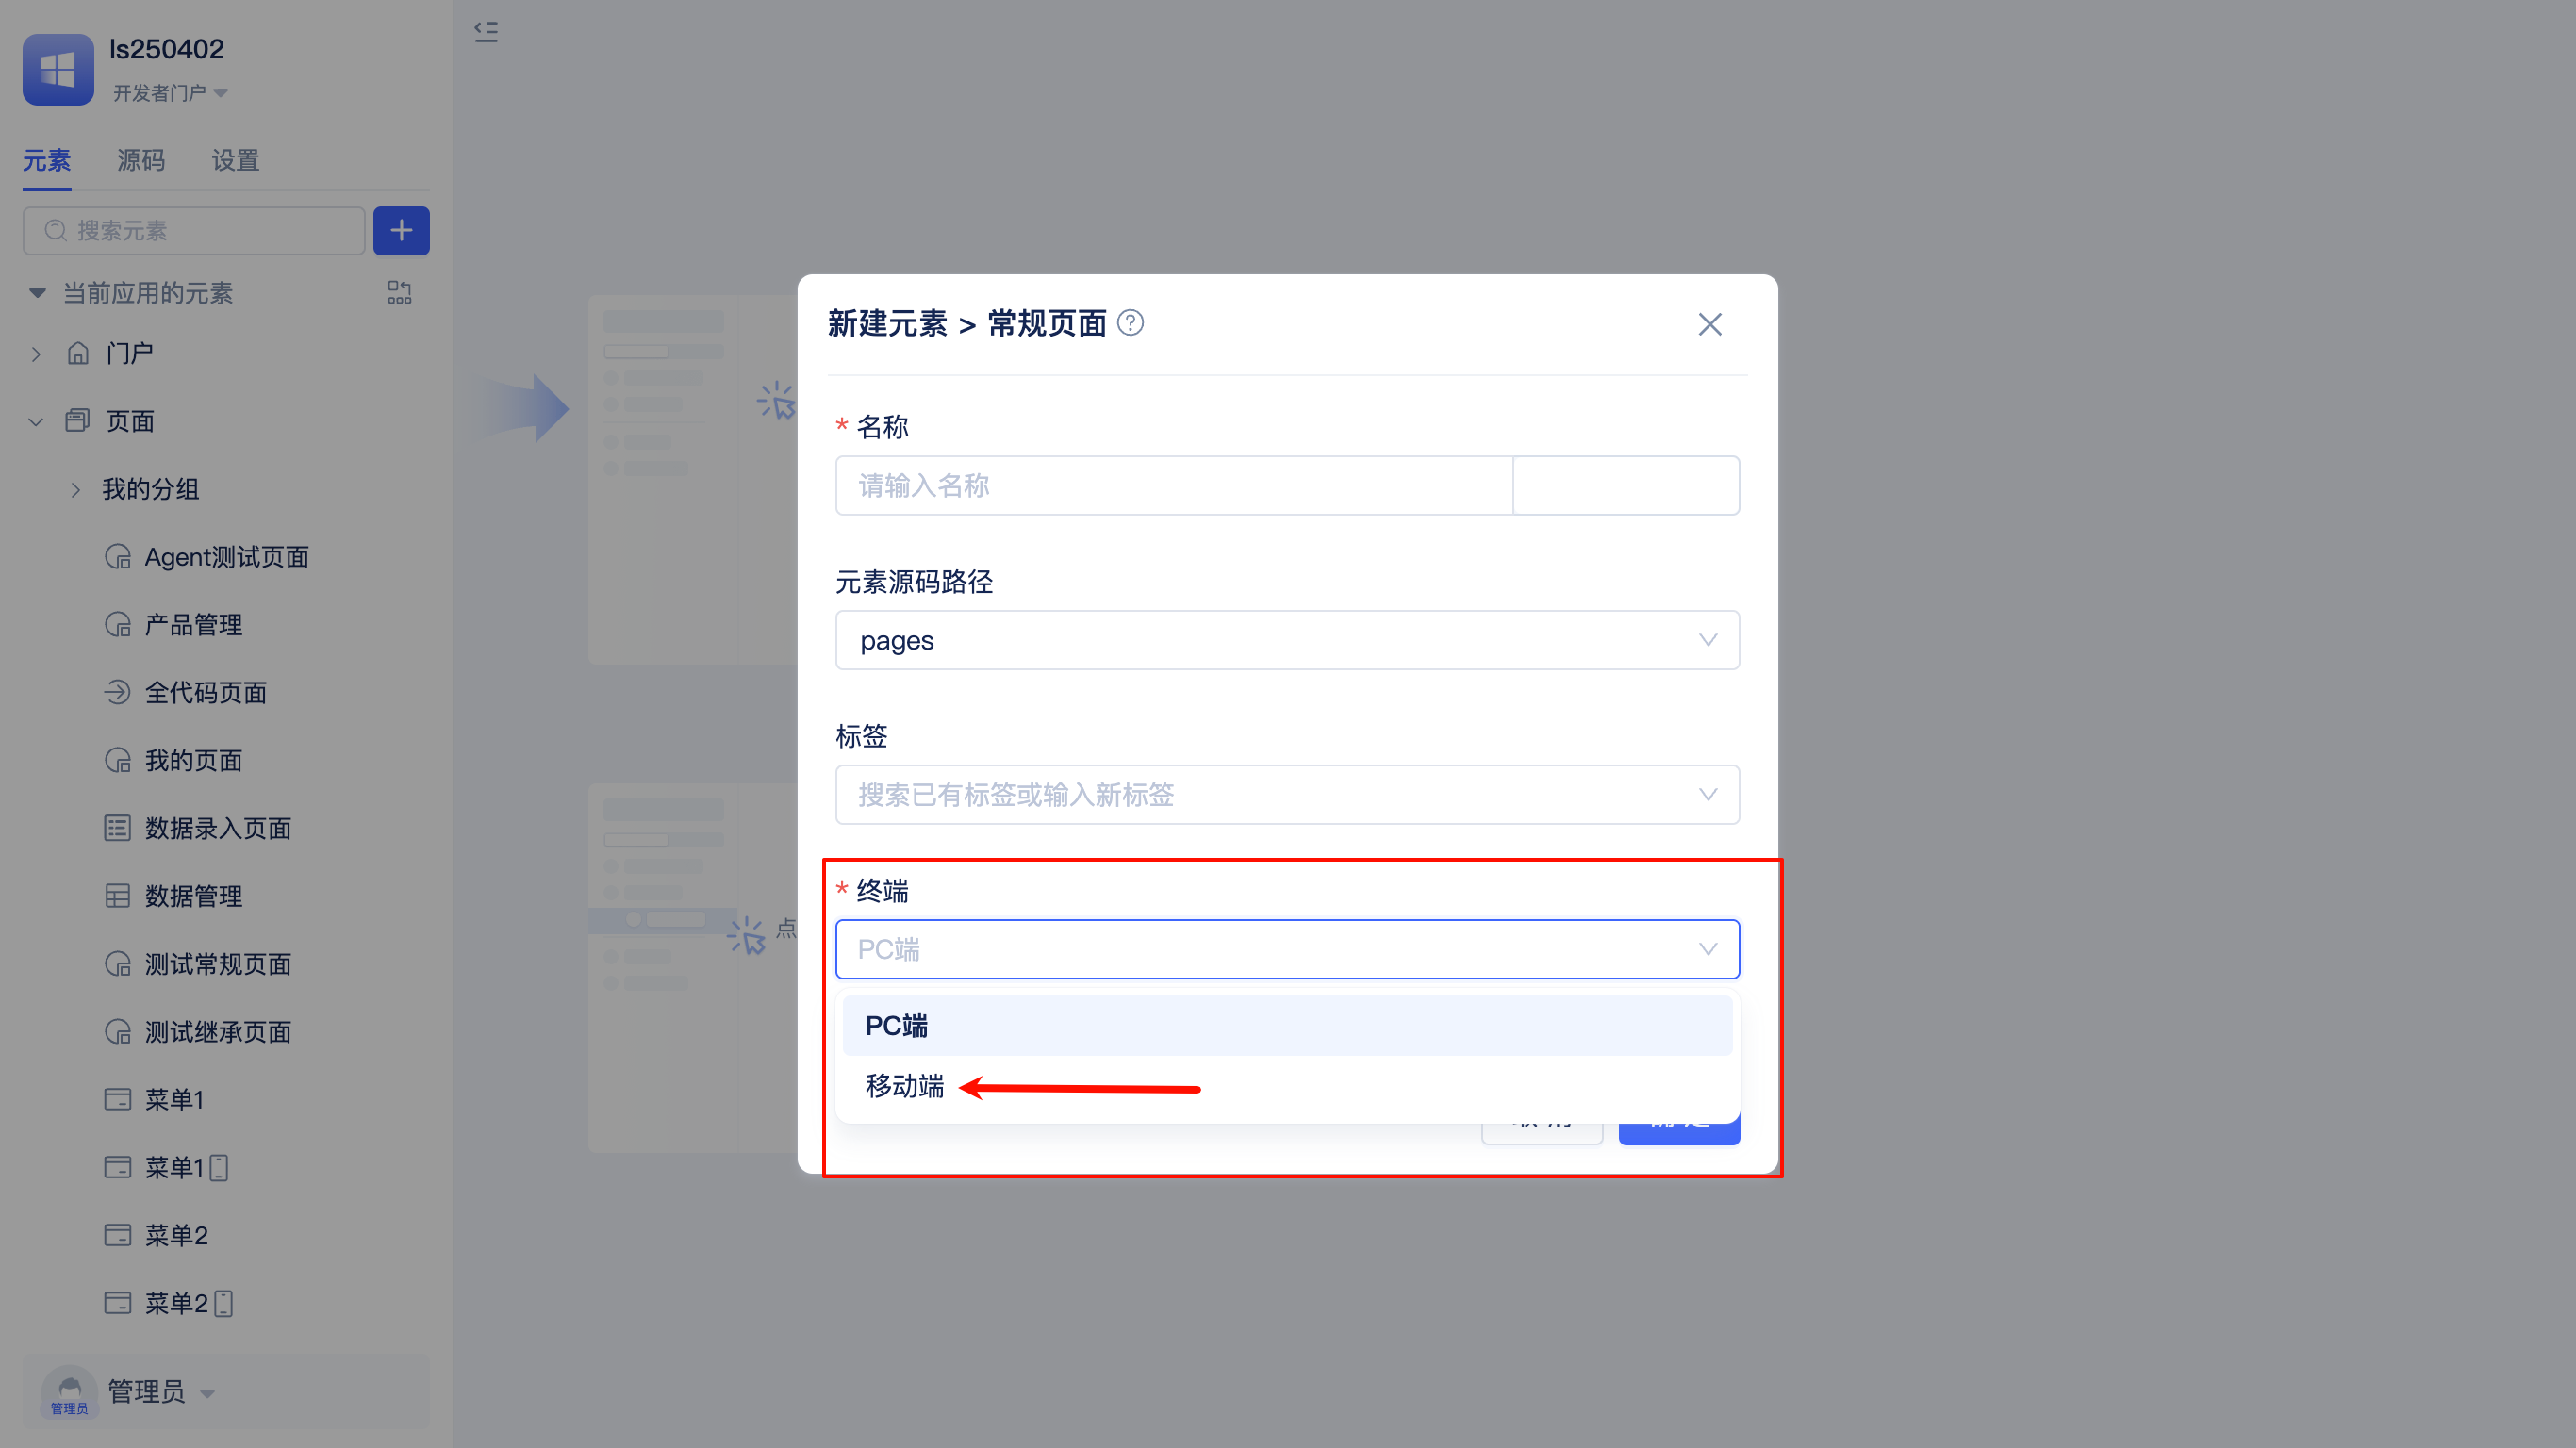 ls250402
开发者门户
元素 源码 设置
搜索元素
当前应用的元素
门户
页面
我的分组
Agent测试页面
产品管理
全代码页面
我的页面
数据录入页面
数据管理
测试常规页面
测试继承页面
菜单1
菜单1
菜单2
菜单2
管理员
管理员
点
新建元素 > 常规页面
* 名称
请输入名称
元素源码路径
pages
标签
搜索已有标签或输入新标签
* 终端
PC端
PC端
移动端